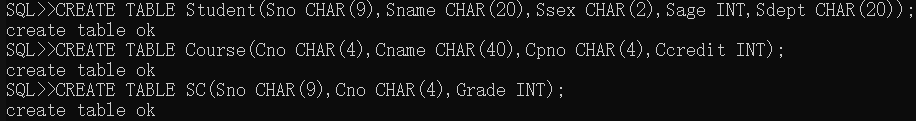 SQL>>CREATE TABLE Student(Sno CHAR(9),Sname CHAR(20),Ssex CHAR(2),Sage INT,Sdept CHAR(20));
create table ok
SQL>>CREATE TABLE Course(Cno CHAR(4),Cname CHAR(40),Cpno CHAR(4),Ccredit INT);
create table ok
SQL>>CREATE TABLE SC(Sno CHAR(9),Cno CHAR(4),Grade INT);
create table ok